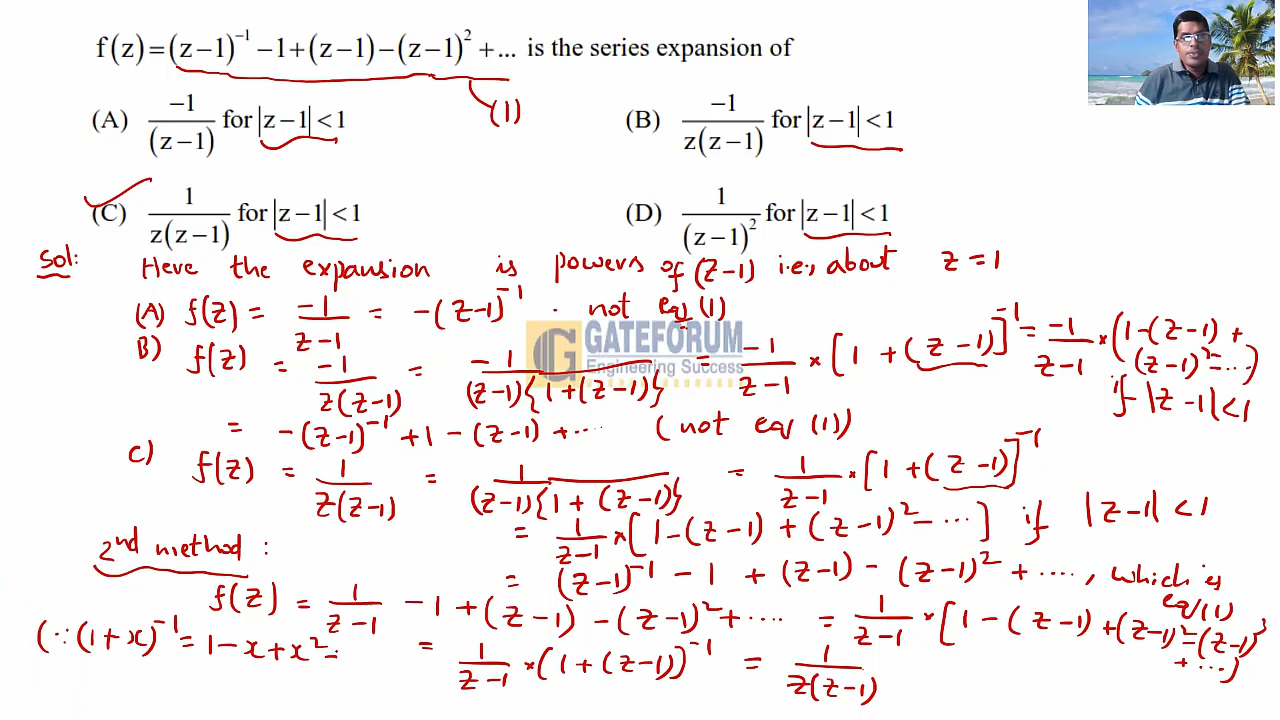 f(z)=(z−1)⁻¹ −1+(z−1)−(z−1)² +... is the series expansion of
(1)
(A) −1/(z−1) for |z−1|<1
(B) −1/z(z−1) for |z−1|<1
(C) 1/z(z−1) for |z−1|<1
(D) 1/(z−1)² for |z−1|<1
Sol: Here the expansion is powers of (z-1) i.e., about z = 1
(A) f(z) = -1/z-1 = -(z-1)⁻¹ . not eq (1)
B) f(z) = -1/z(z-1) = -1/(z-1){1+(z-1)} = -1/z-1 × [1+(z-1)]⁻¹ = -1/z-1 × (1-(z-1) + (z-1)² - ...) if |z-1|<1
= -(z-1)⁻¹ +1 -(z-1) + .... (not eq (1))
C) f(z) = 1/z(z-1) = 1/(z-1){1+(z-1)} = 1/z-1 × [1+(z-1)]⁻¹
= 1/z-1 × [1-(z-1) + (z-1)² - ...] if |z-1| < 1
= (z-1)⁻¹ - 1 + (z-1) - (z-1)² + ...., which is eq (1)
2nd method :
f(z) = 1/z-1 -1 + (z-1) - (z-1)² + .... = 1/z-1 × [1-(z-1) + (z-1)² - (z-1)³ + ...]
(∵ (1+x)⁻¹ = 1-x+x² -
= 1/z-1 × (1+(z-1))⁻¹ = 1/z(z-1)
GATEFORUM
Engineering Success